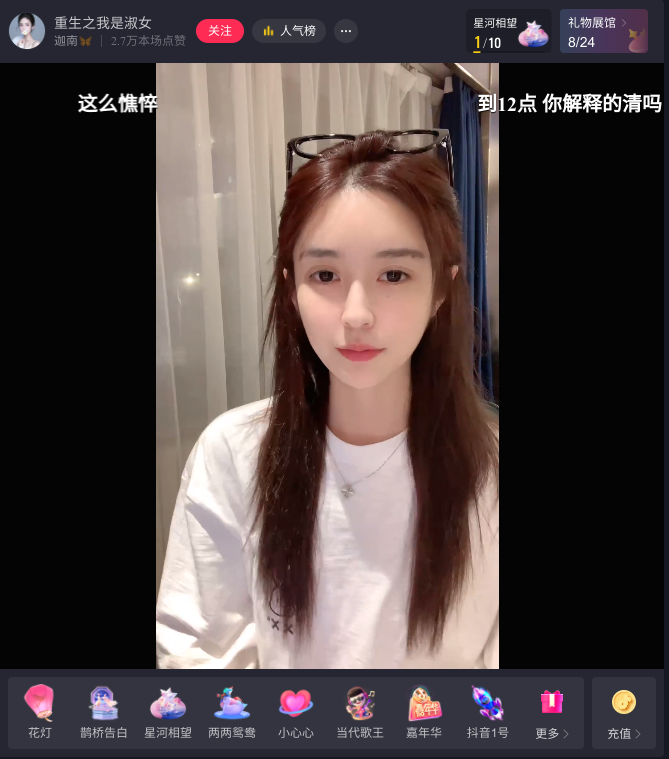 重生之我是淑女
迦南 2.7万本场点赞
关注
人气榜
星河相望
1/10
礼物展馆
8/24
这么憔悴
到12点 你解释的清吗
花灯
鹊桥告白
星河相望
两两鸳鸯
小心心
当代歌王
嘉年华
嘉年华
抖音1号
更多
充值